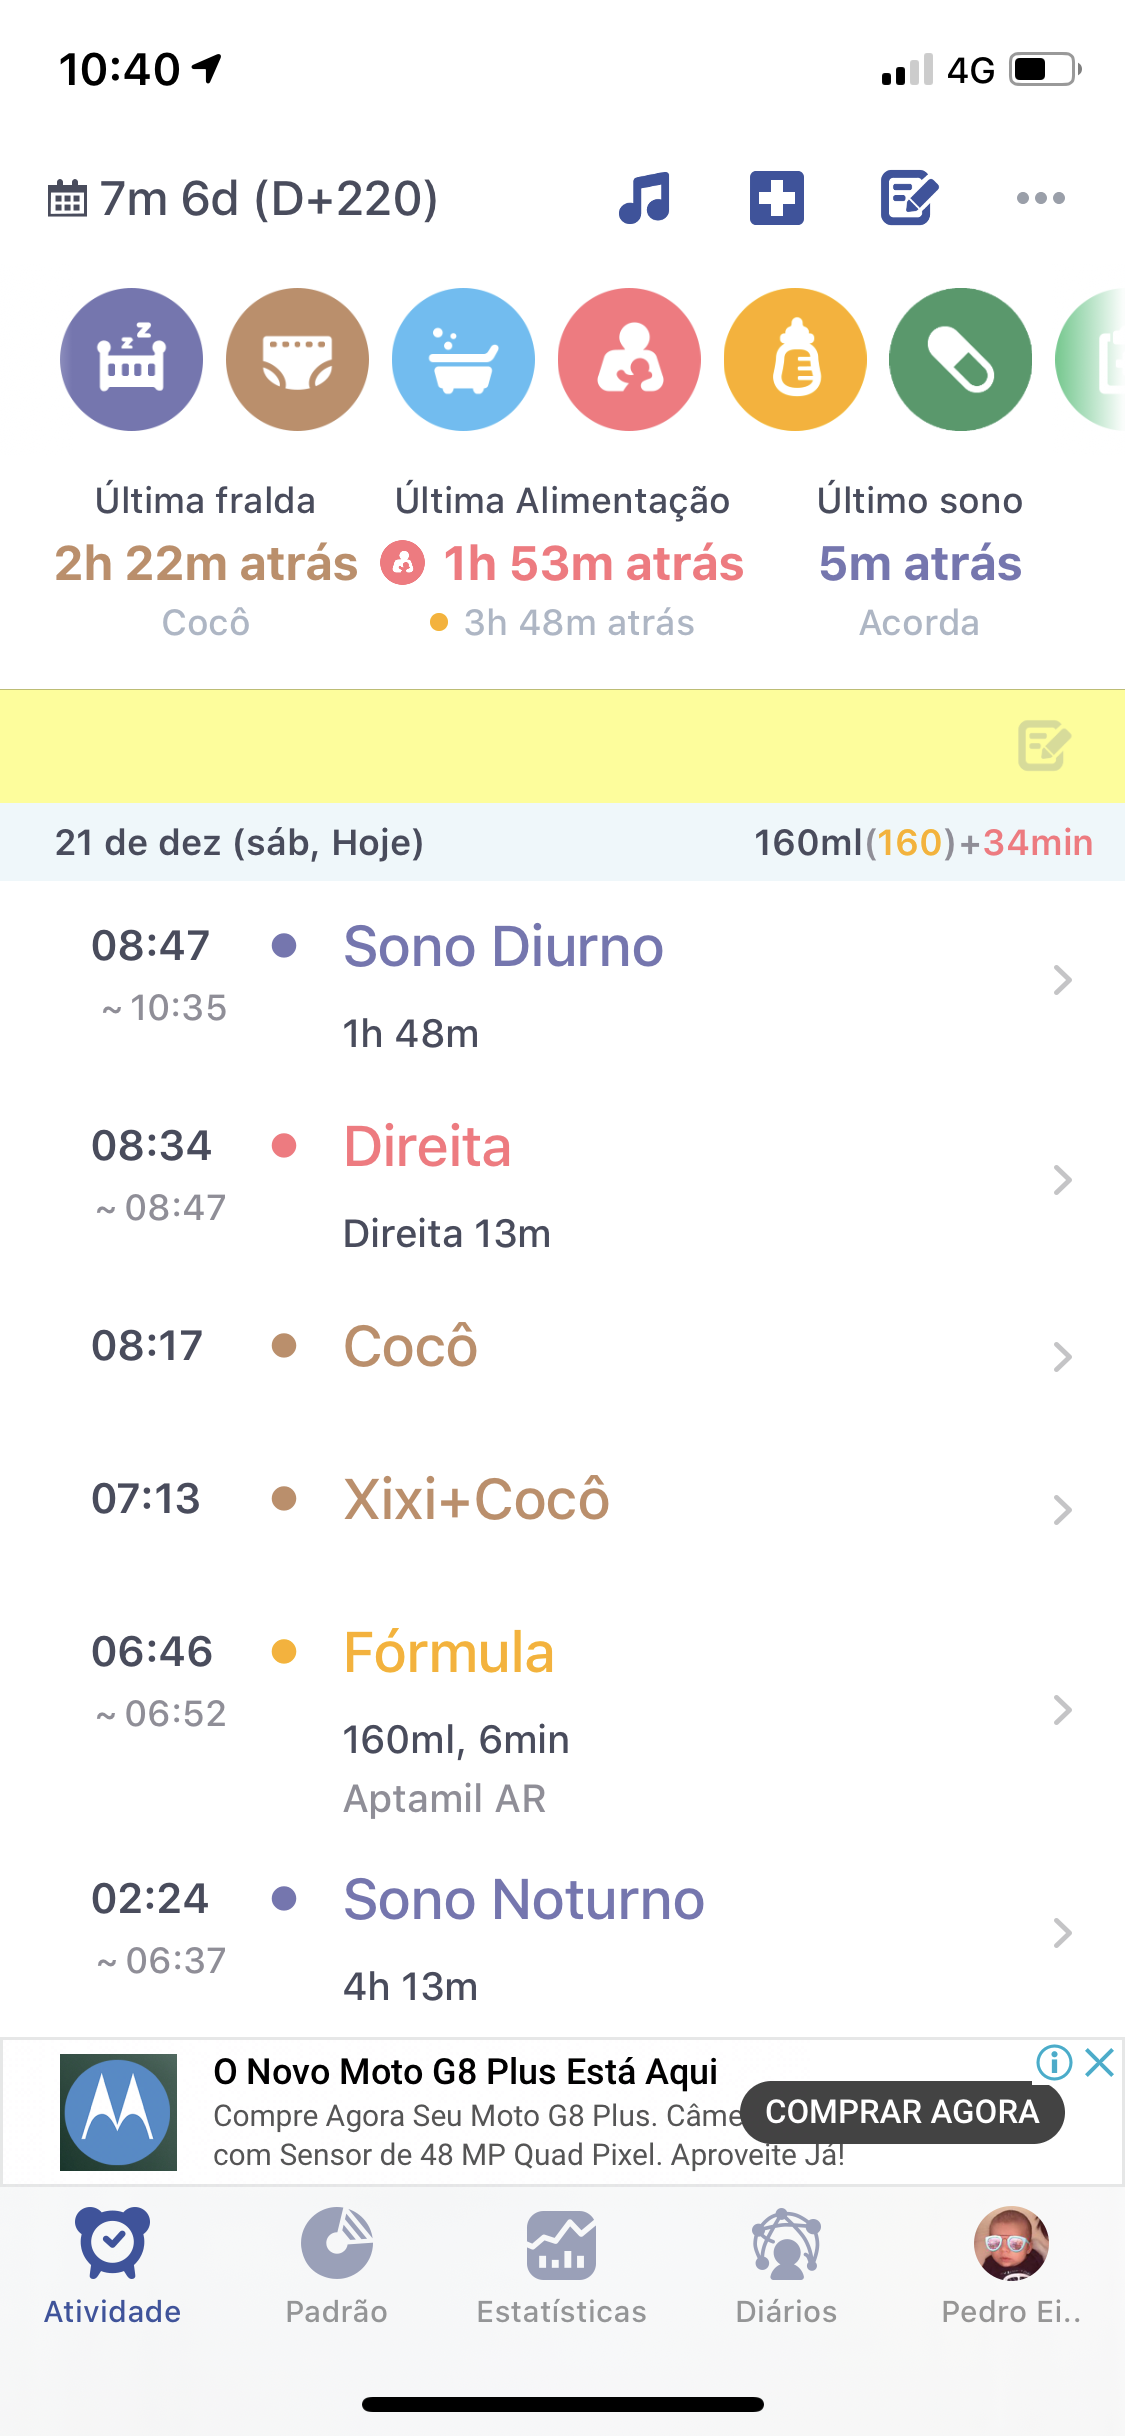 10:40
4G
7m 6d (D+220)
Última fralda
2h 22m atrás
Cocô
Última Alimentação
1h 53m atrás
3h 48m atrás
Último sono
5m atrás
Acorda
21 de dez (sáb, Hoje)
160ml(160)+34min
08:47
~ 10:35
Sono Diurno
1h 48m
08:34
~ 08:47
Direita
Direita 13m
08:17
Cocô
07:13
Xixi+Cocô
06:46
~ 06:52
Fórmula
160ml, 6min
Aptamil AR
02:24
~ 06:37
Sono Noturno
4h 13m
O Novo Moto G8 Plus Está Aqui
Compre Agora Seu Moto G8 Plus. Câme
com Sensor de 48 MP Quad Pixel. Aproveite Já!
COMPRAR AGORA
Atividade
Padrão
Estatísticas
Diários
Pedro Ei..